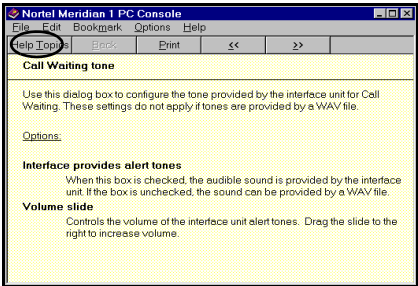 Nortel Meridian 1 PC Console
File Edit Bookmark Options Help
Help Topics Back Print << >>
Call Waiting tone
Use this dialog box to configure the tone provided by the interface unit for Call
Waiting. These settings do not apply if tones are provided by a WAV file.
Options:
Interface provides alert tones
When this box is checked, the audible sound is provided by the interface
unit. If the box is unchecked, the sound can be provided by a WAV file.
Volume slide
Controls the volume of the interface unit alert tones. Drag the slide to the
right to increase volume.